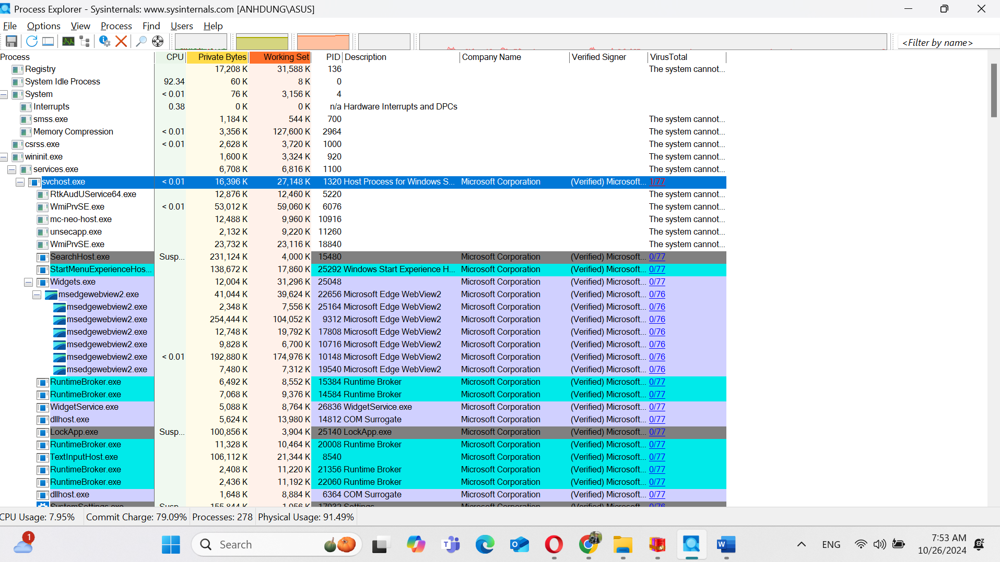 Process Explorer - Sysinternals: www.sysinternals.com [ANHDUNG\ASUS]
File Options View Process Find Users Help
<Filter by name>
Process CPU Private Bytes Working Set PID Description Company Name Verified Signer VirusTotal
Registry 17,208 K 31,588 K 136 The system cannot...
System Idle Process 92.34 60 K 8 K 0
System < 0.01 76 K 3,156 K 4
Interrupts 0.38 0 K 0 K n/a Hardware Interrupts and DPCs
smss.exe 1,184 K 544 K 700 The system cannot...
Memory Compression < 0.01 3,356 K 127,600 K 2964 The system cannot...
csrss.exe < 0.01 2,628 K 3,720 K 1000 The system cannot...
wininit.exe 1,600 K 3,324 K 920 The system cannot...
services.exe 6,708 K 6,816 K 1100 The system cannot...
svchost.exe < 0.01 16,396 K 27,148 K 1320 Host Process for Windows S... Microsoft Corporation (Verified) Microsoft... 1/77
RtkAudUService64.exe 12,876 K 12,460 K 5220 The system cannot...
WmiPrvSE.exe < 0.01 53,012 K 59,060 K 6076 The system cannot...
mc-neo-host.exe 12,488 K 9,960 K 10916 The system cannot...
unsecapp.exe 2,132 K 9,220 K 11260 The system cannot...
WmiPrvSE.exe 23,732 K 23,116 K 18840 The system cannot...
SearchHost.exe Susp... 231,124 K 4,000 K 15480 Microsoft Corporation (Verified) Microsoft... 0/77
StartMenuExperienceHos... 138,672 K 17,860 K 25292 Windows Start Experience H... Microsoft Corporation (Verified) Microsoft... 0/77
Widgets.exe 12,004 K 31,296 K 25048 Microsoft Corporation (Verified) Microsoft... 0/77
msedgewebview2.exe 41,044 K 39,624 K 22656 Microsoft Edge WebView2 Microsoft Corporation (Verified) Microsoft... 0/76
msedgewebview2.exe 2,348 K 7,556 K 25164 Microsoft Edge WebView2 Microsoft Corporation (Verified) Microsoft... 0/76
msedgewebview2.exe 254,444 K 104,052 K 9312 Microsoft Edge WebView2 Microsoft Corporation (Verified) Microsoft... 0/76
msedgewebview2.exe 12,748 K 19,792 K 17808 Microsoft Edge WebView2 Microsoft Corporation (Verified) Microsoft... 0/76
msedgewebview2.exe 9,828 K 6,700 K 10716 Microsoft Edge WebView2 Microsoft Corporation (Verified) Microsoft... 0/76
msedgewebview2.exe < 0.01 192,880 K 174,976 K 10148 Microsoft Edge WebView2 Microsoft Corporation (Verified) Microsoft... 0/76
msedgewebview2.exe 7,480 K 7,312 K 19540 Microsoft Edge WebView2 Microsoft Corporation (Verified) Microsoft... 0/76
RuntimeBroker.exe 6,492 K 8,552 K 15384 Runtime Broker Microsoft Corporation (Verified) Microsoft... 0/77
RuntimeBroker.exe 7,068 K 9,376 K 14584 Runtime Broker Microsoft Corporation (Verified) Microsoft... 0/77
WidgetService.exe 5,088 K 8,764 K 26836 WidgetService.exe Microsoft Corporation (Verified) Microsoft... 0/77
dllhost.exe 5,624 K 13,980 K 14812 COM Surrogate Microsoft Corporation (Verified) Microsoft... 0/77
LockApp.exe Susp... 100,856 K 3,904 K 25140 LockApp.exe Microsoft Corporation (Verified) Microsoft... 0/77
RuntimeBroker.exe 11,328 K 10,464 K 20008 Runtime Broker Microsoft Corporation (Verified) Microsoft... 0/77
TextInputHost.exe 106,112 K 21,344 K 8540 Microsoft Corporation (Verified) Microsoft... 0/77
RuntimeBroker.exe 2,408 K 11,220 K 21356 Runtime Broker Microsoft Corporation (Verified) Microsoft... 0/77
RuntimeBroker.exe 2,436 K 11,192 K 22060 Runtime Broker Microsoft Corporation (Verified) Microsoft... 0/77
dllhost.exe 1,648 K 8,884 K 6364 COM Surrogate Microsoft Corporation (Verified) Microsoft... 0/77
CPU Usage: 7.95% Commit Charge: 79.09% Processes: 278 Physical Usage: 91.49%
1
Search
ENG
7:53 AM
10/26/2024